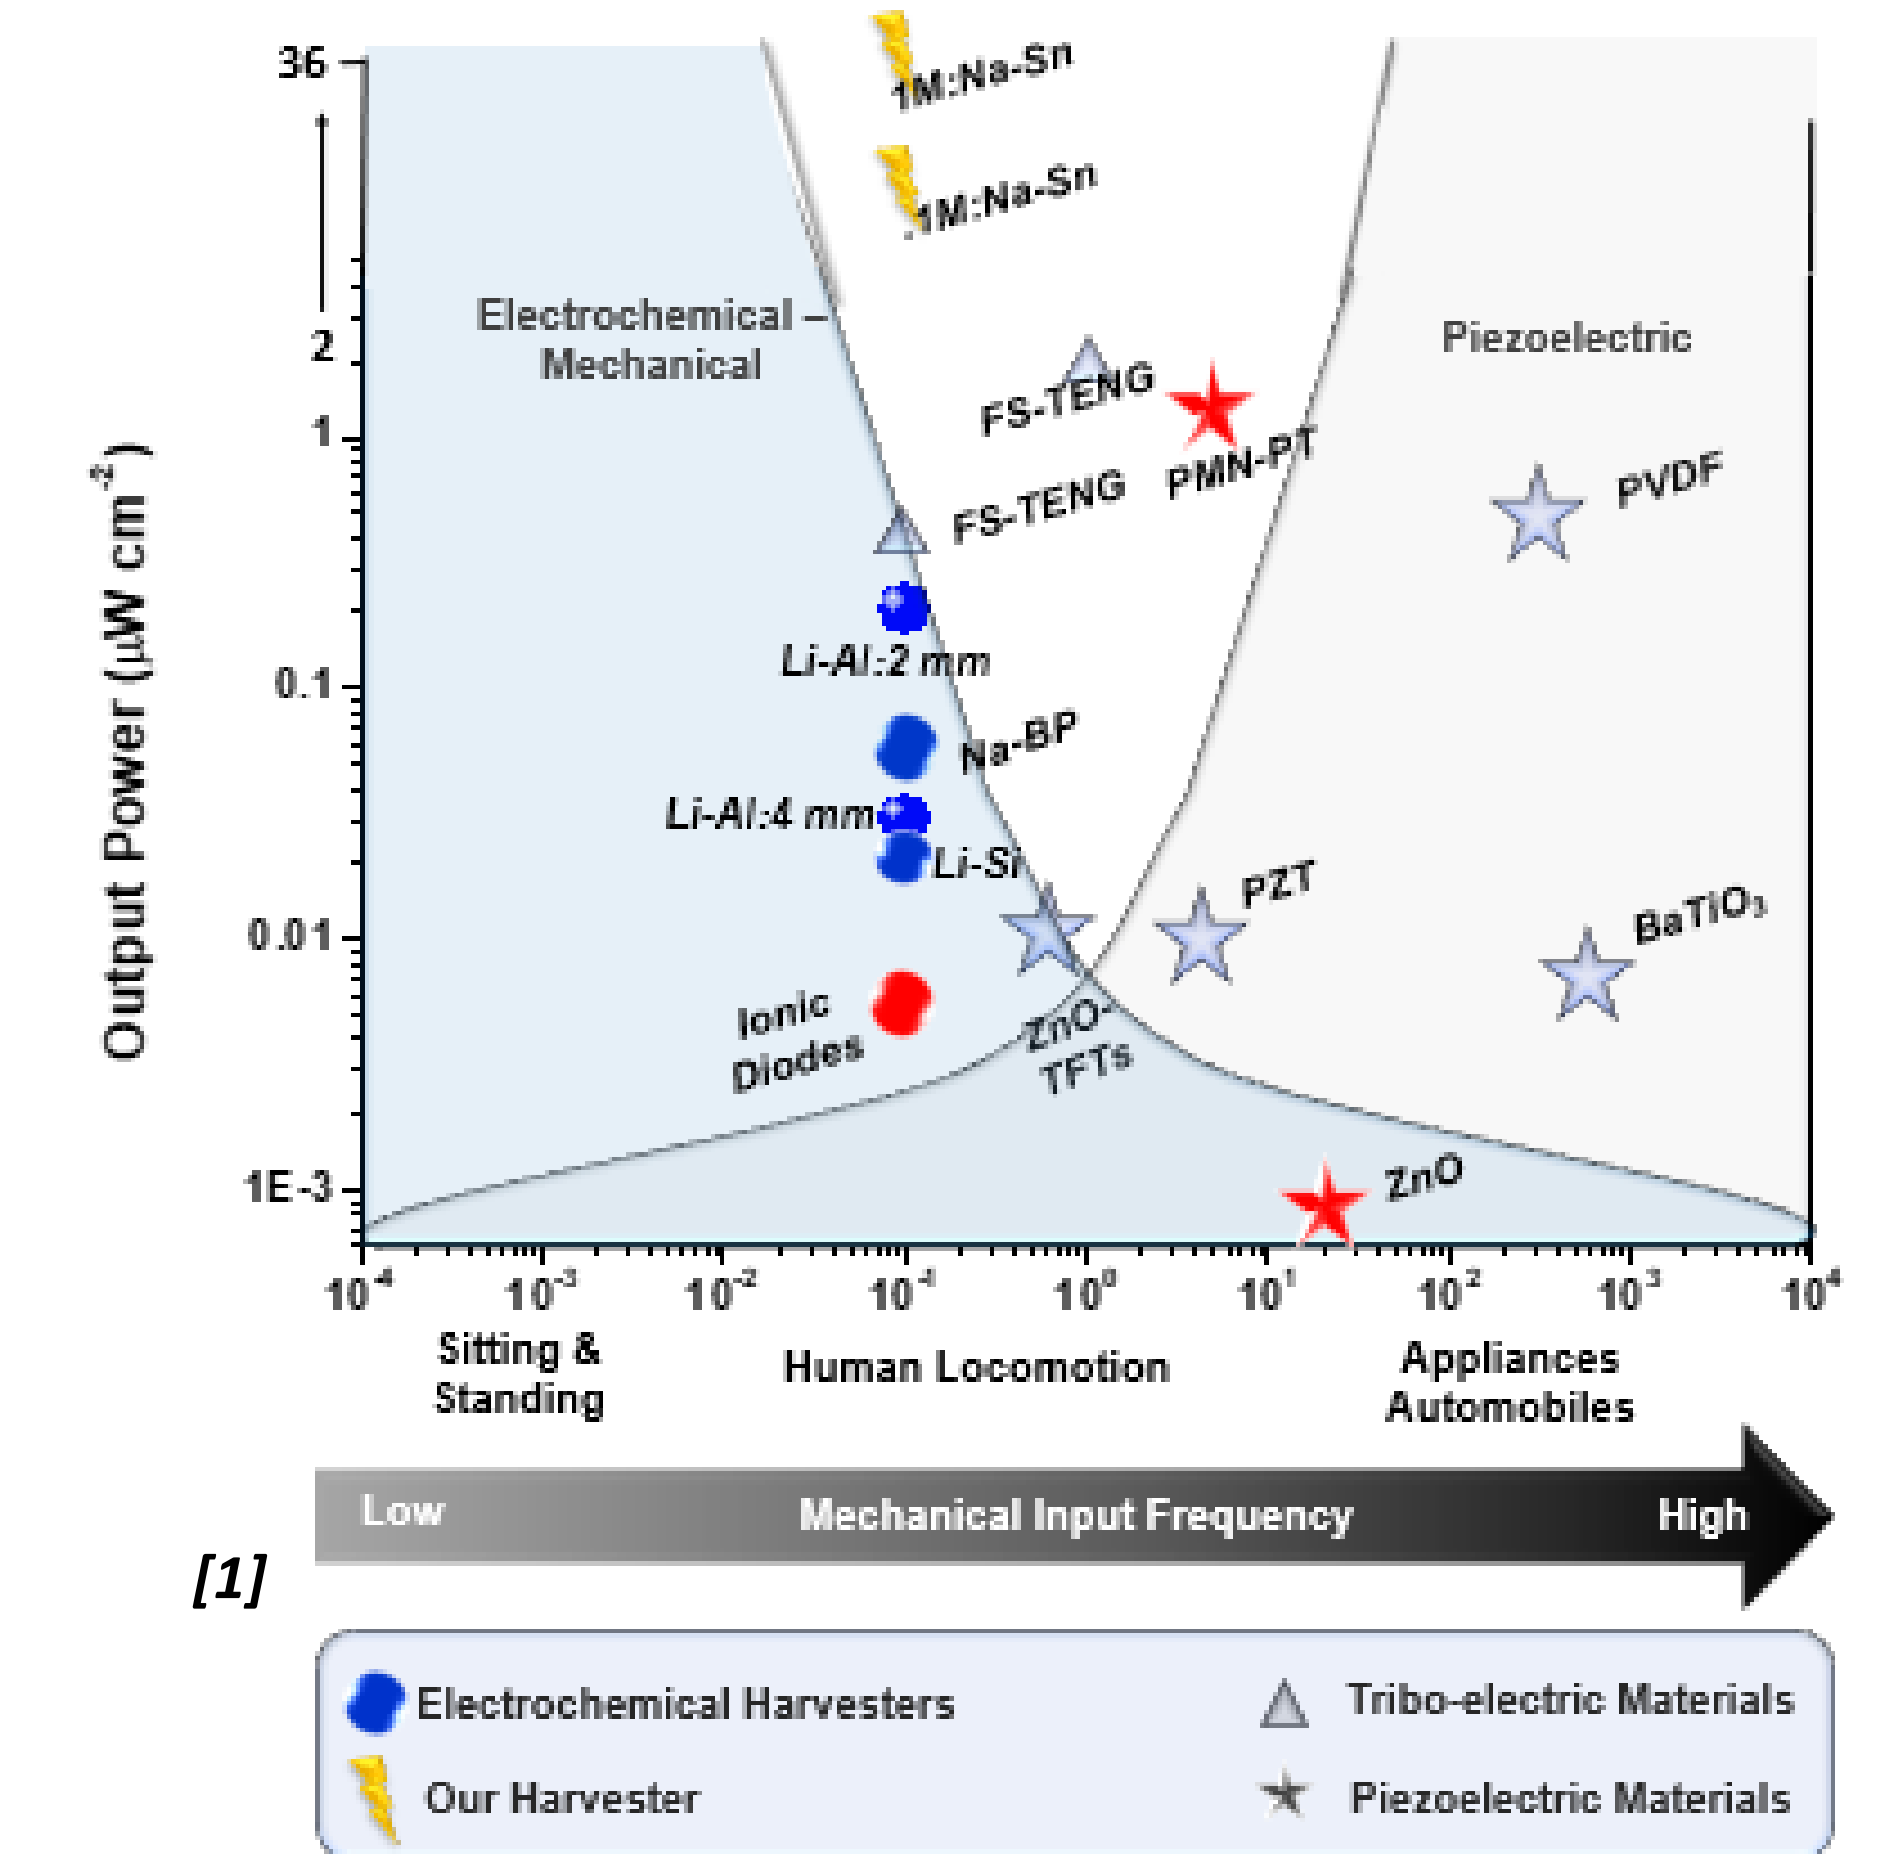 36
1M:Na-Sn
1M:Na-Sn
Electrochemical –
Mechanical
Piezoelectric
2
FS-TENG
1
PMN-PT
FS-TENG
PVDF
Output Power (µW cm⁻²)
Li-Al:2 mm
0.1
Na-BP
Li-Al:4 mm
Li-Si
PZT
BaTiO₃
0.01
Ionic
Diodes
ZnO-
TFTs
ZnO
1E-3
10⁻⁴ 10⁻³ 10⁻² 10⁻¹ 10⁰ 10¹ 10² 10³ 10⁴
Sitting &
Standing
Human Locomotion
Appliances
Automobiles
Low Mechanical Input Frequency High
[1]
Electrochemical Harvesters
Tribo-electric Materials
Our Harvester
Piezoelectric Materials